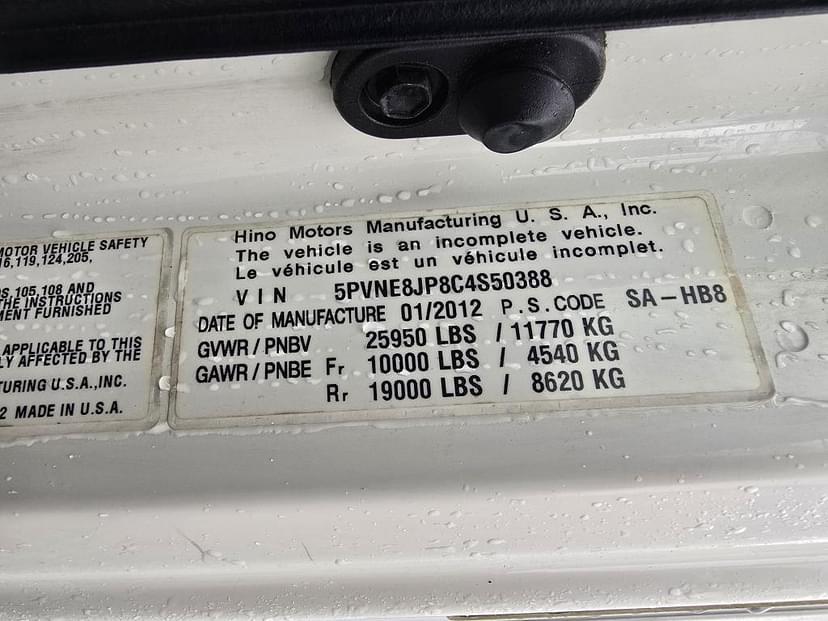 MOTOR VEHICLE SAFETY
16,119,124,205,
105,108 AND
THE INSTRUCTIONS
FURNISHED
APPLICABLE TO THIS
AFFECTED BY THE
U.S.A.,INC.
2 MADE IN U.S.A.
Hino Motors Manufacturing U. S. A., Inc.
The vehicle is an incomplete vehicle.
Le véhicule est un véhicule incomplet.
VIN 5PVNE8JP8C4S50388
DATE OF MANUFACTURE 01/2012 P.S.CODE SA-HB8
GVWR/PNBV 25950 LBS / 11770 KG
GAWR/PNBE Fr 10000 LBS / 4540 KG
Rr 19000 LBS / 8620 KG